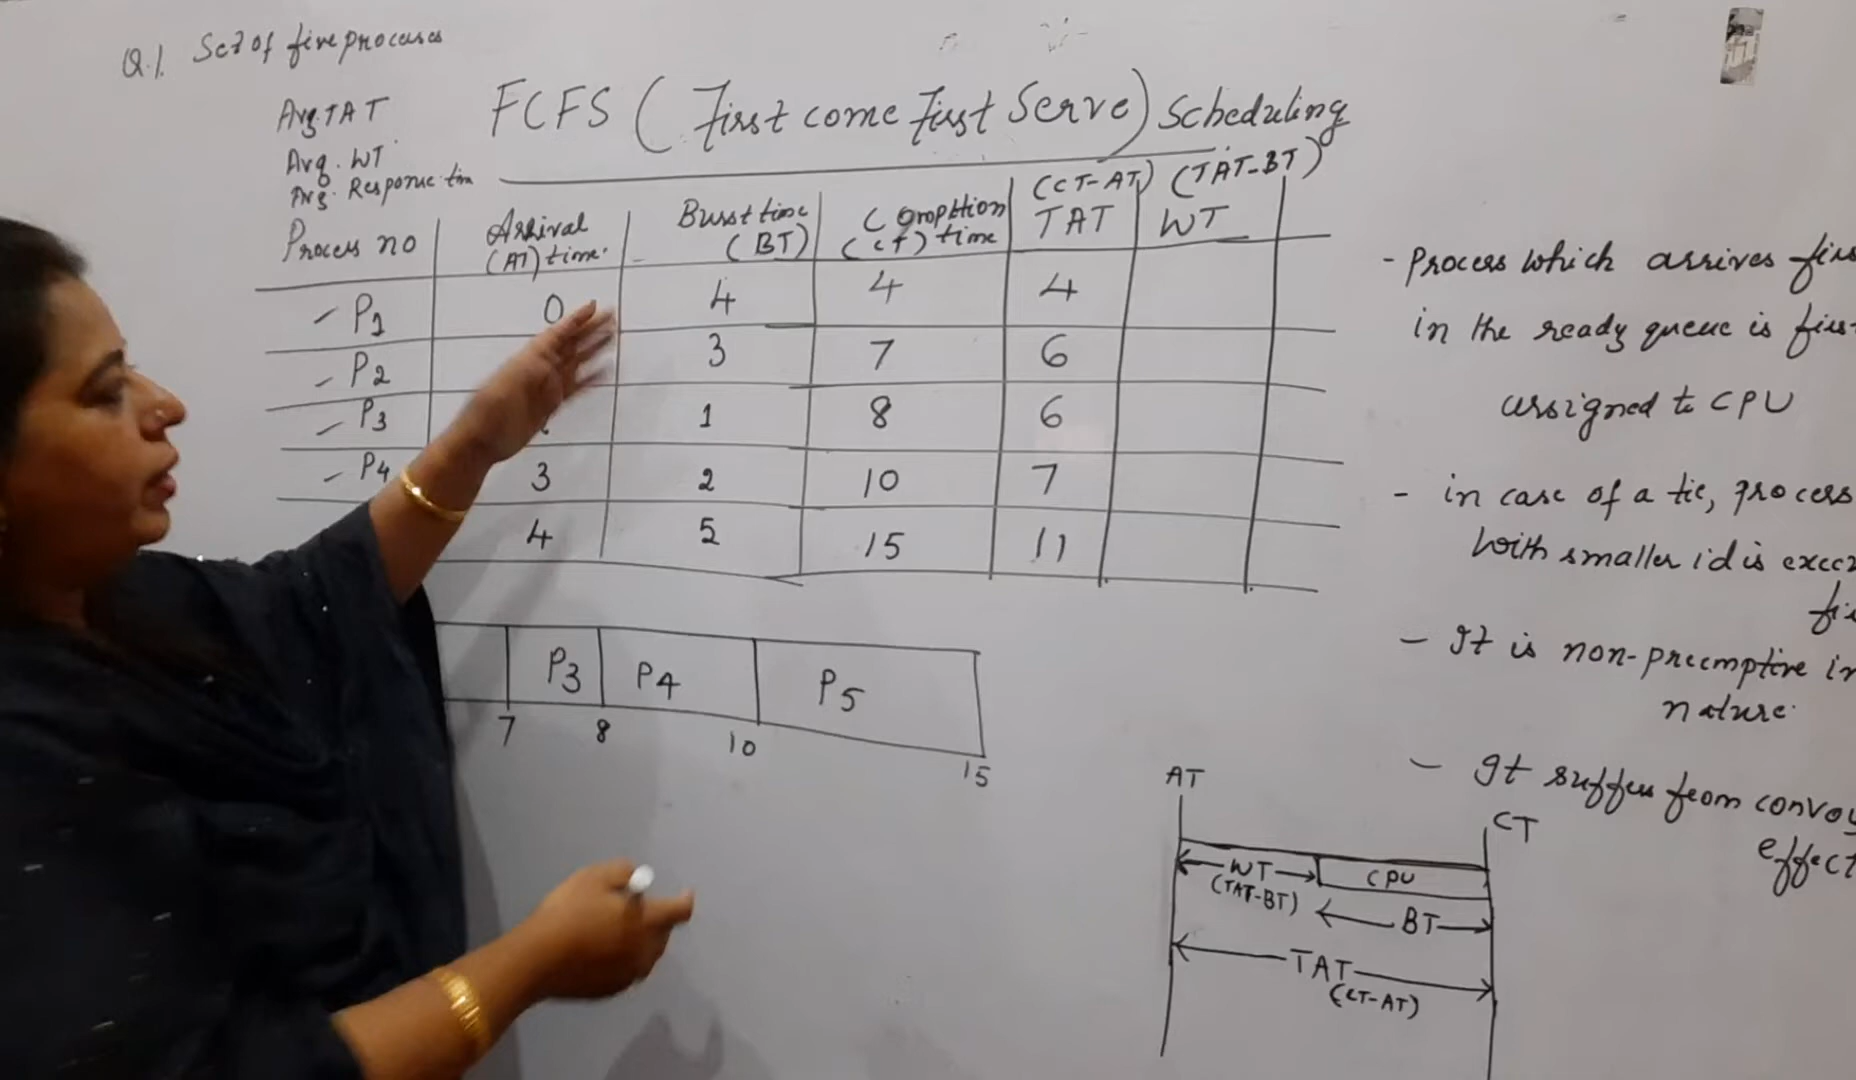 Q.1. Set of five processes
Avg TAT
Avg. WT
Avg. Response tim
FCFS ( First come First Serve) Scheduling
(CT-AT) (TAT-BT)
Process no Arrival (AT) time. Burst time (BT) Compltion (CT) time TAT WT
- P1 0 4 4 4
- P2 3 7 6
- P3 1 8 6
- P4 3 2 10 7
4 5 15 11
P3 P4 P5
7 8 10 15
- Process which arrives
in the ready queue is
assigned to CPU
- in case of a tie, process
with smaller id is
- It is non-preemptive in
nature.
- It suffers from convoy
effect
AT
CT
WT CPU
(TAT-BT)
BT
TAT
(CT-AT)